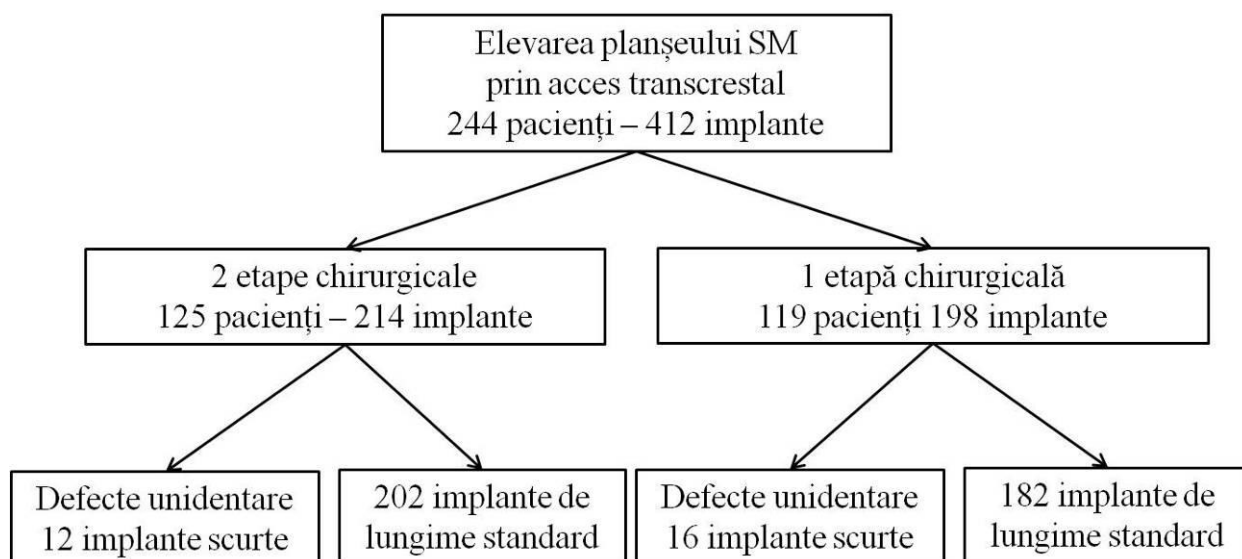 Elevarea planșeului SM
prin acces transcrestal
244 pacienți – 412 implante
2 etape chirurgicale
125 pacienți – 214 implante
1 etapă chirurgicală
119 pacienți 198 implante
Defecte unidentare
12 implante scurte
202 implante de
lungime standard
Defecte unidentare
16 implante scurte
182 implante de
lungime standard